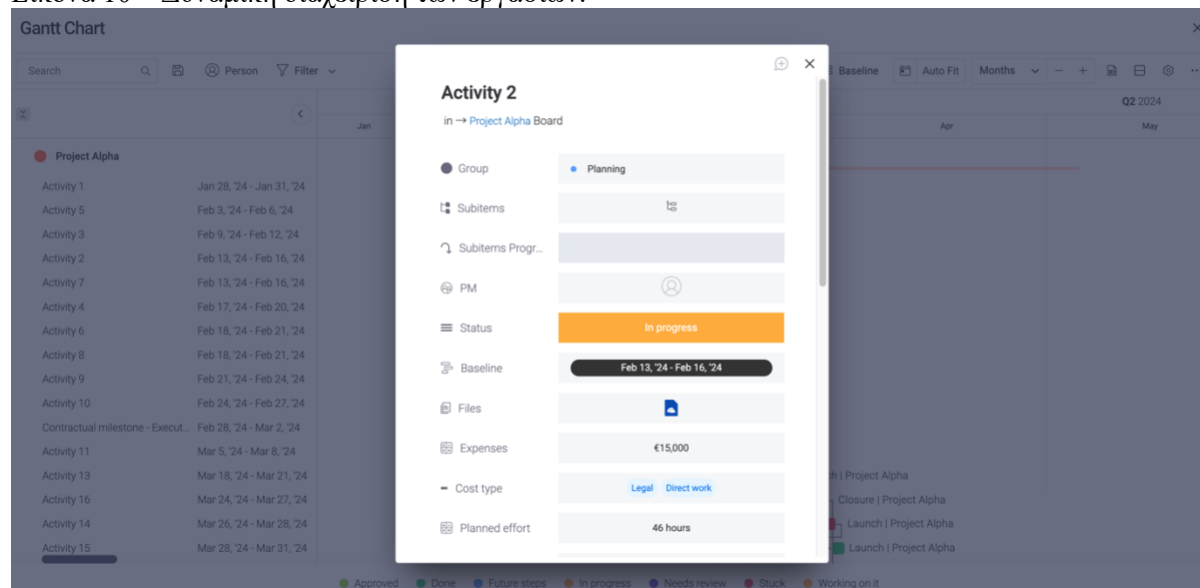 Εικόνα 10 - Δυναμική διαχείριση των εργασιών.
Gantt Chart
Search
Person
Filter
Baseline
Auto Fit
Months
Q2 2024
Jan
Apr
May
Project Alpha
Activity 1 Jan 28, '24 - Jan 31, '24
Activity 5 Feb 3, '24 - Feb 6, '24
Activity 3 Feb 9, '24 - Feb 12, '24
Activity 2 Feb 13, '24 - Feb 16, '24
Activity 7 Feb 13, '24 - Feb 16, '24
Activity 4 Feb 17, '24 - Feb 20, '24
Activity 6 Feb 18, '24 - Feb 21, '24
Activity 8 Feb 18, '24 - Feb 21, '24
Activity 9 Feb 21, '24 - Feb 24, '24
Activity 10 Feb 24, '24 - Feb 27, '24
Contractual milestone - Execut... Feb 28, '24 - Mar 2, '24
Activity 11 Mar 5, '24 - Mar 8, '24
Activity 13 Mar 18, '24 - Mar 21, '24
Activity 16 Mar 24, '24 - Mar 27, '24
Activity 14 Mar 26, '24 - Mar 28, '24
Activity 15 Mar 28, '24 - Mar 31, '24
Activity 2
in → Project Alpha Board
Group Planning
Subitems
Subitems Progr...
PM
Status In progress
Baseline Feb 13, '24 - Feb 16, '24
Files
Expenses €15,000
Cost type Legal Direct work
Planned effort 46 hours
| Project Alpha
Closure | Project Alpha
Launch | Project Alpha
Launch | Project Alpha
Approved Done Future steps In progress Needs review Stuck Working on it